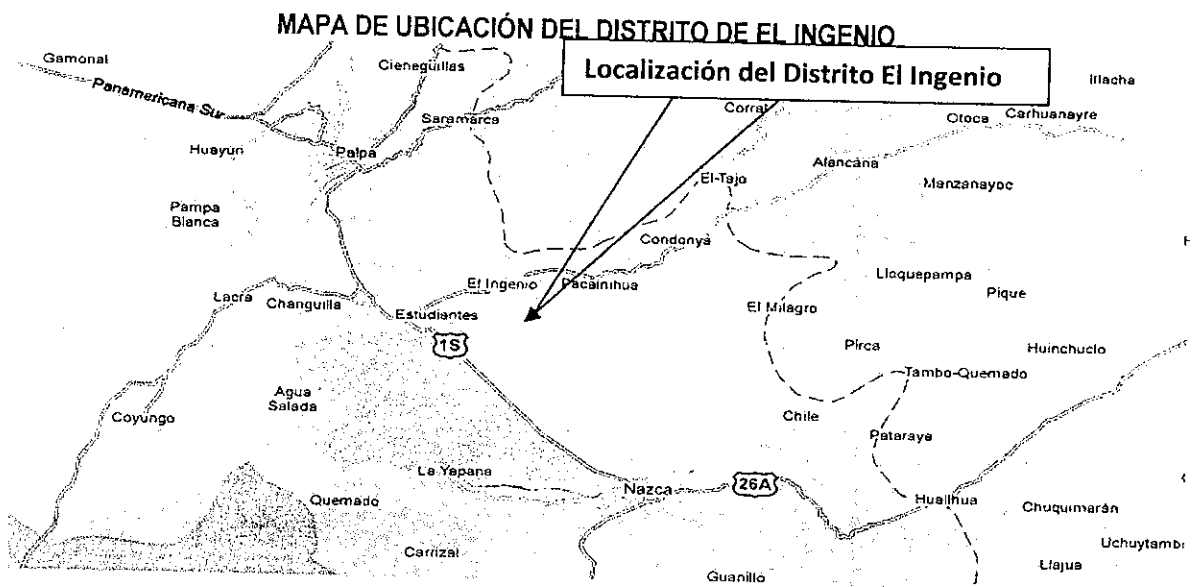 MAPA DE UBICACIÓN DEL DISTRITO DE EL INGENIO
Localización del Distrito El Ingenio
Gamonal
Cieneguillas
Panamericana Sur
Corral
Otoca
Carhuanayre
Saramarca
Huayuri
Palpa
El-Tajo
Alancana
Manzanayoc
Pampa
Blanca
Condonya
El Ingenio
Pacainihua
Lloquepampa
Pique
Lacra
Changuilla
Estudiantes
El Milagro
1S
Pirca
Huinchuclo
Tambo-Quemado
Agua
Salada
Coyungo
Chile
Pataraya
La Yapana
Nazca
26A
Quemado
Huallhua
Chuquimarán
Carrizal
Uchuytamb
Guanillo
Llajua